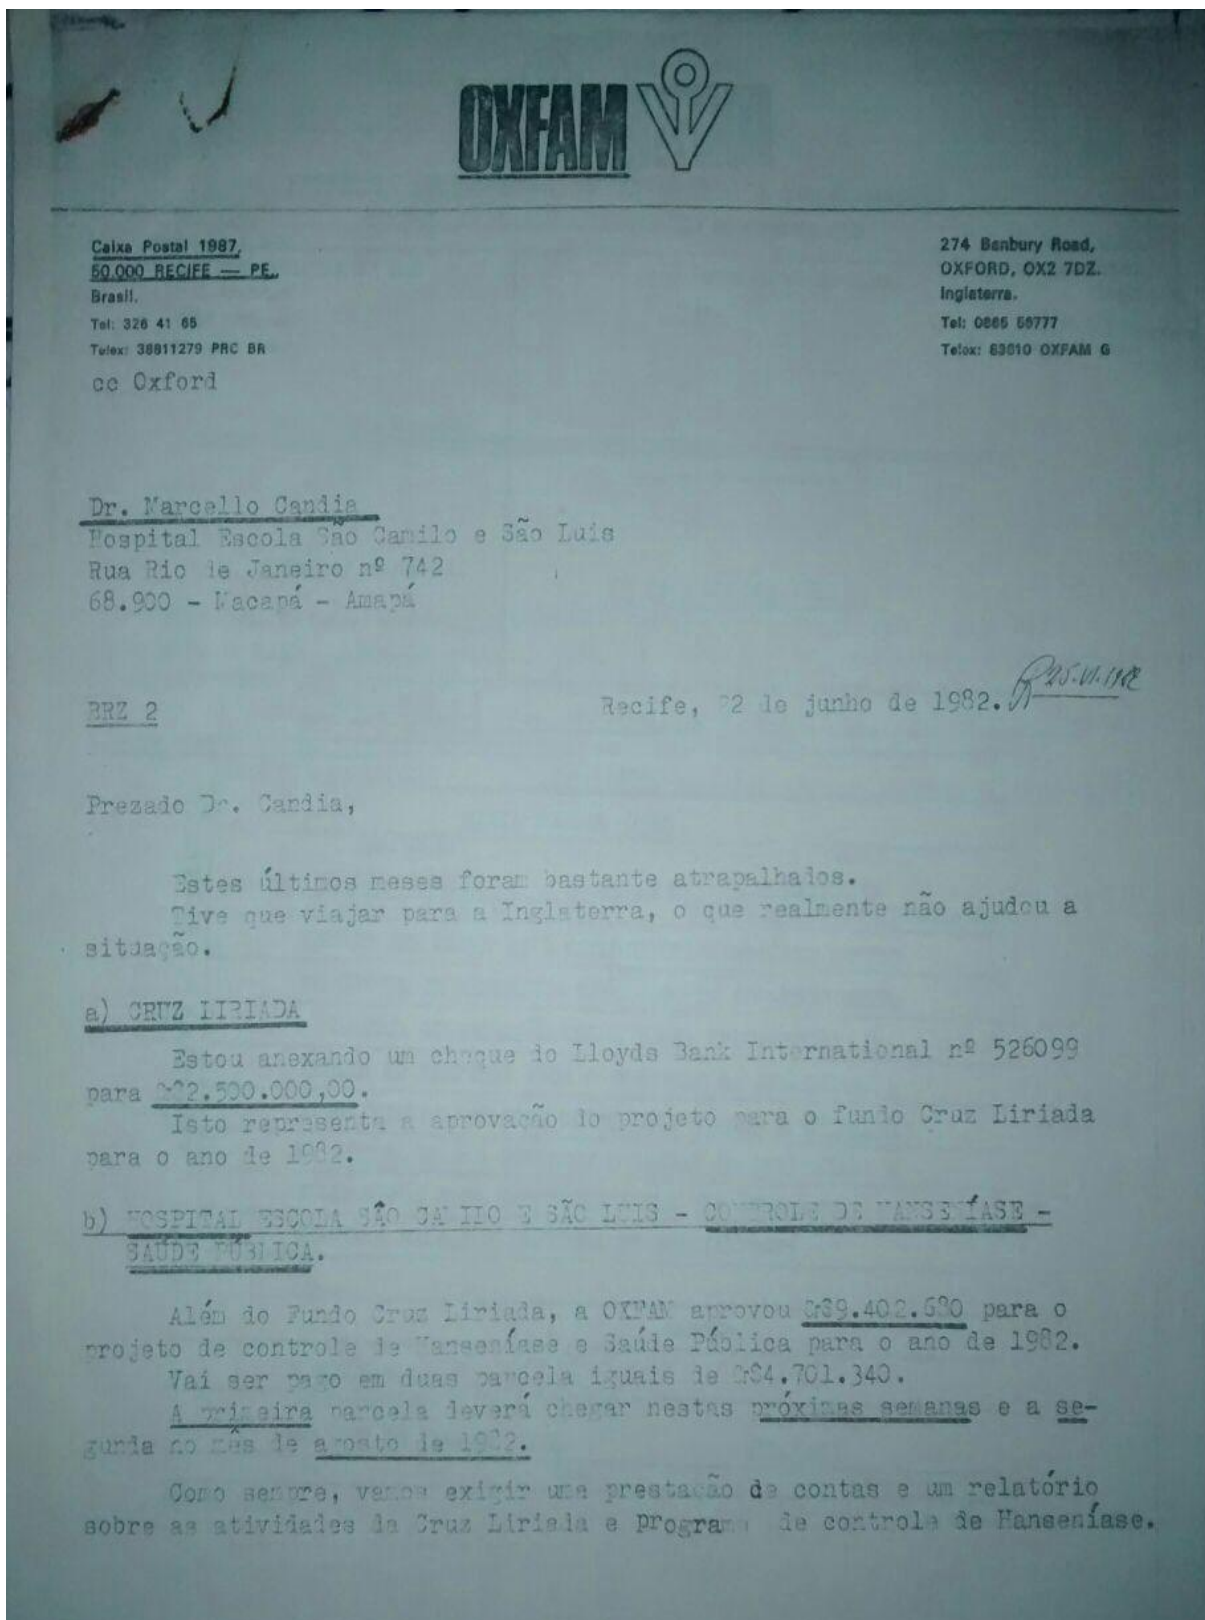 OXFAM
Caixa Postal 1987,
50.000 RECIFE — PE.
Brasil.
Tel: 326 41 65
Telex: 38811279 PRC BR
274 Banbury Road,
OXFORD, OX2 7DZ.
Inglaterra.
Tel: 0865 56777
Telex: 83610 OXFAM G
cc Oxford
Dr. Marcello Candia
Hospital Escola São Camilo e São Luis
Rua Rio de Janeiro nº 742
68.900 - Macapá - Amapá
BRZ 2
Recife, 22 de junho de 1982.
25.VI.1982
Prezado Dr. Candia,
Estes últimos meses foram bastante atrapalhados.
Tive que viajar para a Inglaterra, o que realmente não ajudou a
situação.
a) CRUZ LIRIADA
Estou anexando um cheque do Lloyds Bank International nº 526099
para 2.500.000,00.
Isto representa a aprovação do projeto para o fundo Cruz Liriada
para o ano de 1982.
b) HOSPITAL ESCOLA SÃO CAMILO E SÃO LUIS - CONTROLE DE HANSENÍASE -
SAÚDE PÚBLICA.
Além do Fundo Cruz Liriada, a OXFAM aprovou 9.402.680 para o
projeto de controle de Hanseníase e Saúde Pública para o ano de 1982.
Vai ser pago em duas parcela iguais de 4.701.340.
A primeira parcela deverá chegar nestas próximas semanas e a se-
gunda no mês de agosto de 1982.
Como sempre, vamos exigir uma prestação de contas e um relatório
sobre as atividades da Cruz Liriada e programa de controle de Hanseníase.